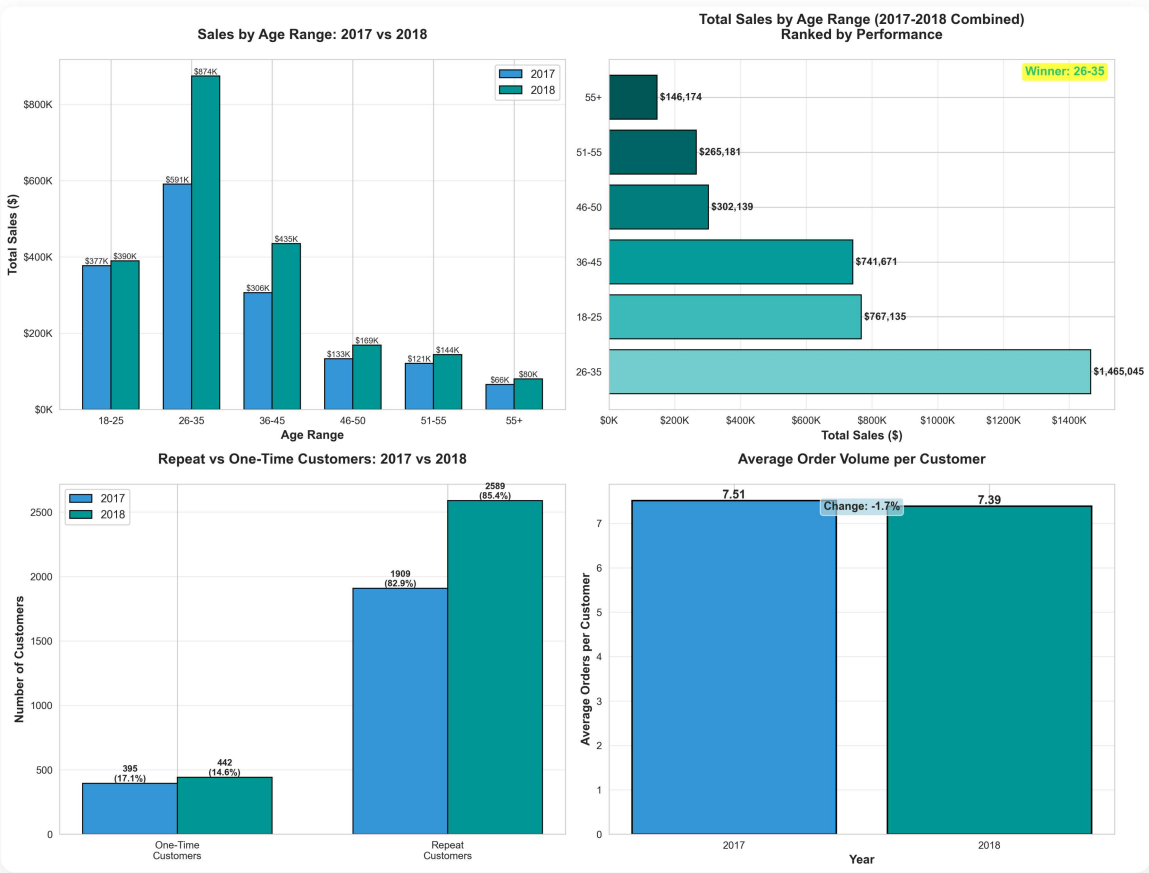 Sales by Age Range: 2017 vs 2018
2017
2018
$800K
$600K
$400K
$200K
$0K
Total Sales ($)
$377K
$390K
$591K
$874K
$306K
$435K
$133K
$169K
$121K
$144K
$66K
$80K
18-25
26-35
36-45
46-50
51-55
55+
Age Range
Total Sales by Age Range (2017-2018 Combined)
Ranked by Performance
Winner: 26-35
55+
$146,174
51-55
$265,181
46-50
$302,139
36-45
$741,671
18-25
$767,135
26-35
$1,465,045
$0K
$200K
$400K
$600K
$800K
$1000K
$1200K
$1400K
Total Sales ($)
Repeat vs One-Time Customers: 2017 vs 2018
2017
2018
2500
2000
1500
1000
500
0
Number of Customers
395
(17.1%)
442
(14.6%)
1909
(82.9%)
2589
(85.4%)
One-Time
Customers
Repeat
Customers
Average Order Volume per Customer
7.51
Change: -1.7%
7.39
7
6
5
4
3
2
1
0
Average Orders per Customer
2017
2018
Year